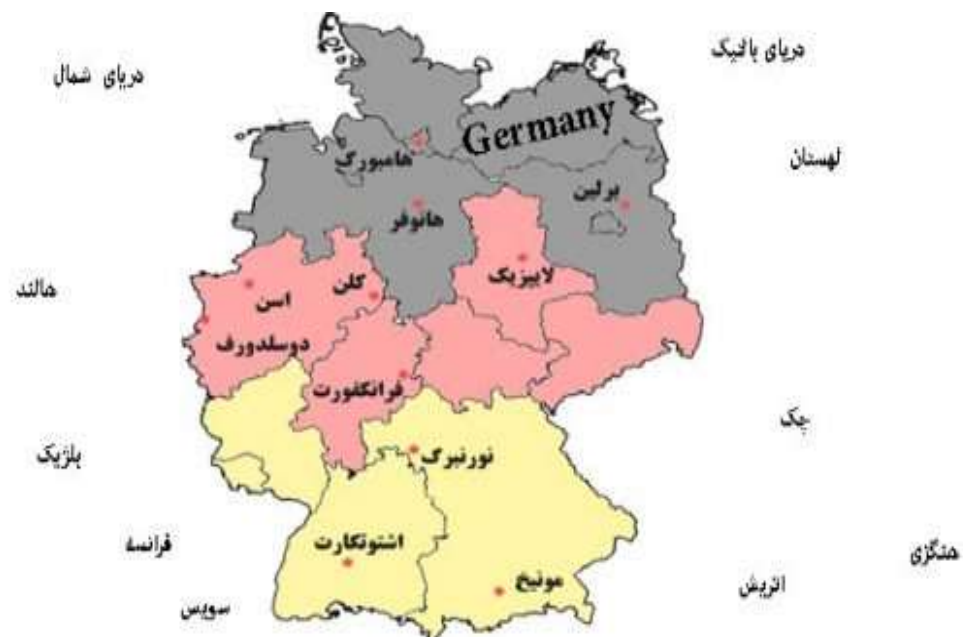 دریای بالتیک
دریای شمال
Germany
لهستان
هامبورگ
برلین
هانوفر
لایپزیک
کلن
هالند
اسن
دوسلدورف
فرانکفورت
چک
نورنبرگ
بلژیک
اشتوتکارت
فرانسه
هنگری
مونیخ
اتریش
سویس